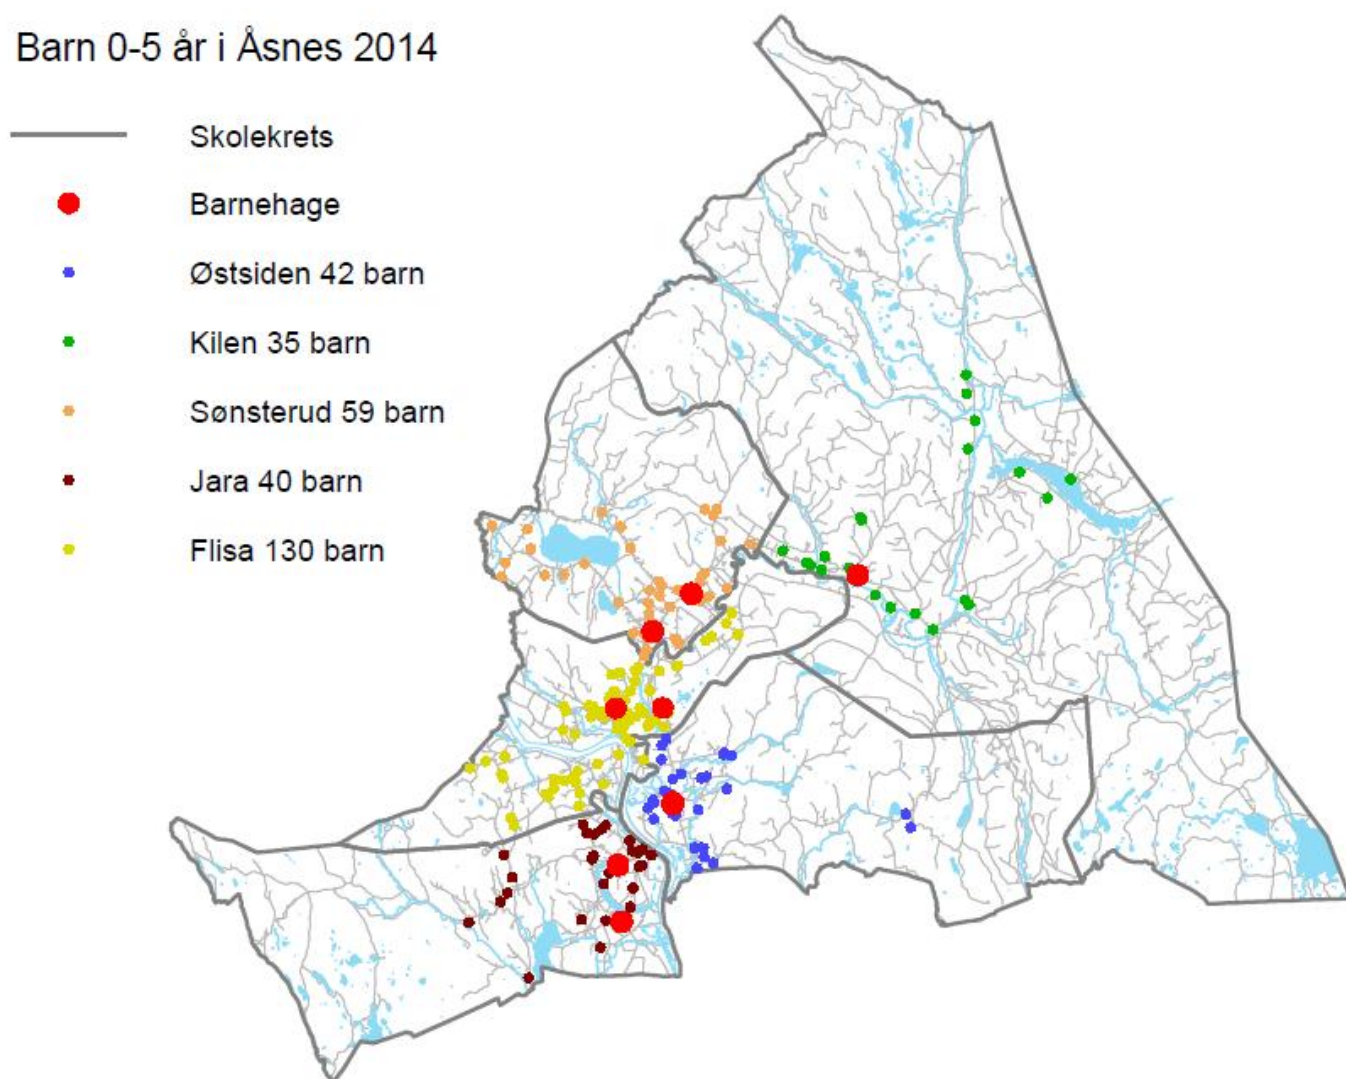 Barn 0-5 år i Åsnes 2014
Skolekrets
Barnehage
Østsiden 42 barn
Kilen 35 barn
Sønsterud 59 barn
Jara 40 barn
Flisa 130 barn